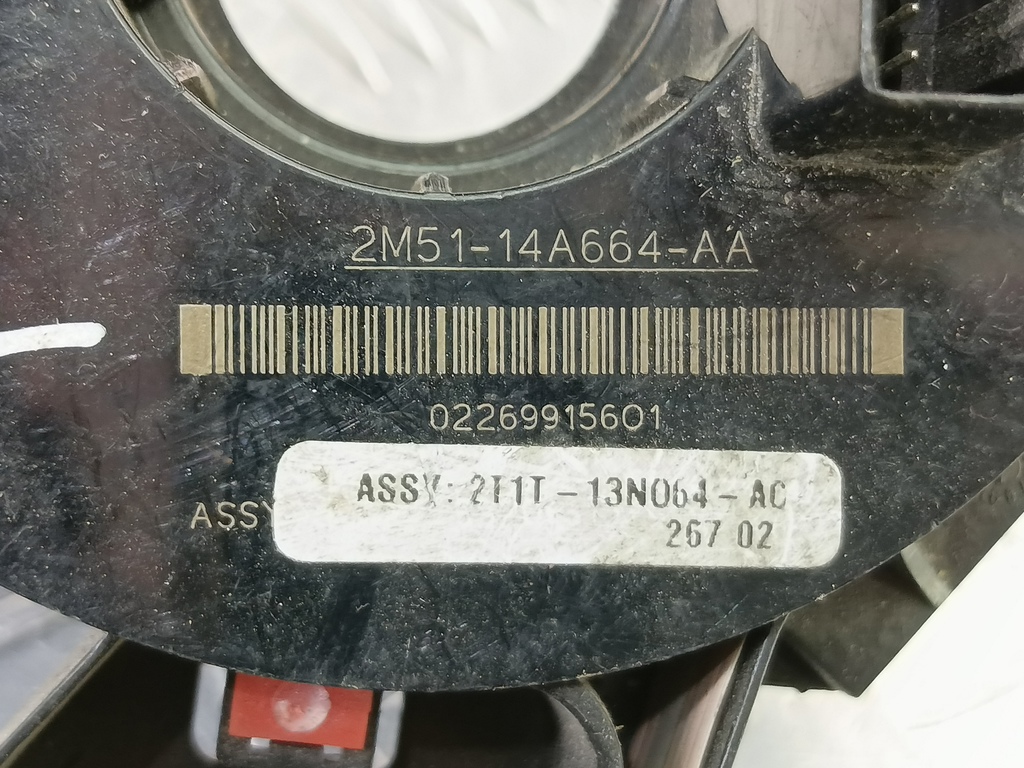 2M51-14A664-AA
02269915601
ASSY
ASSY: 2T1T-13N064-AC
267 02